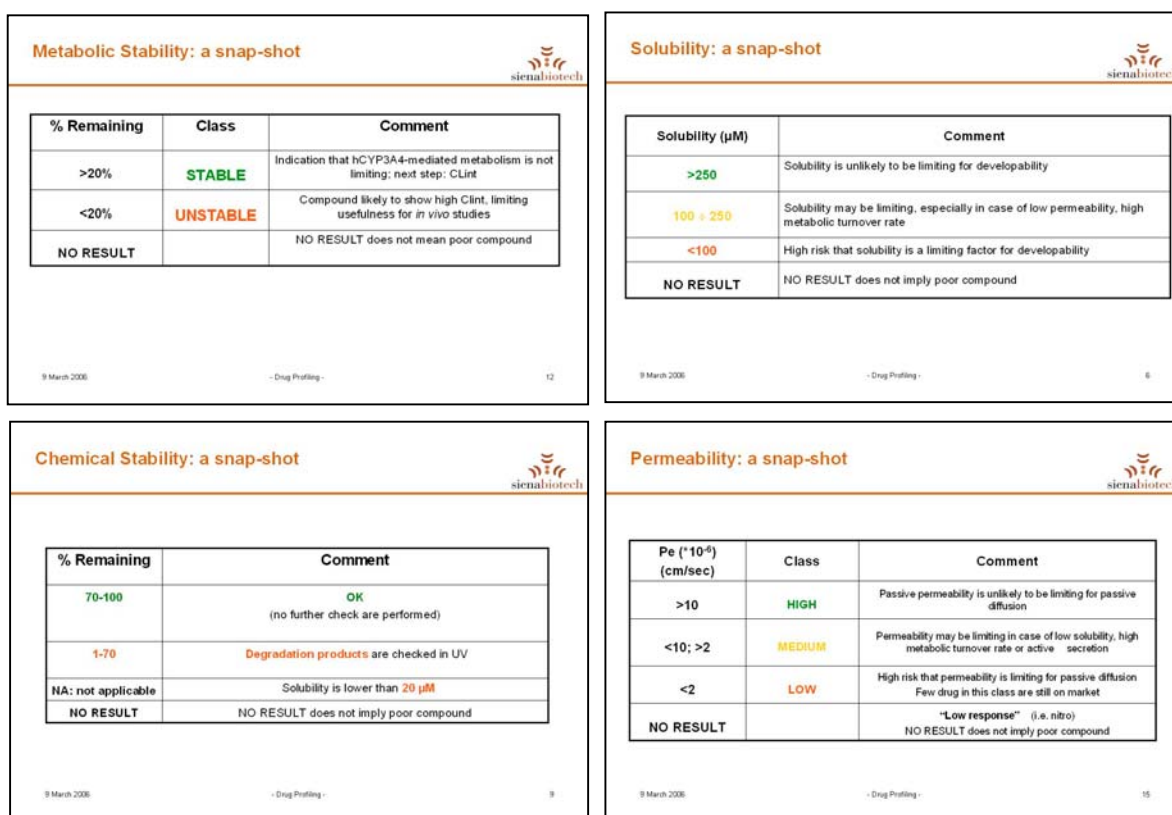 Metabolic Stability: a snap-shot
sienabiotech
% Remaining Class Comment
>20% STABLE Indication that hCYP3A4-mediated metabolism is not
limiting; next step: CLint
<20% UNSTABLE Compound likely to show high Clint, limiting
usefulness for in vivo studies
NO RESULT NO RESULT does not mean poor compound
9 March 2006 - Drug Profiling - 12
Solubility: a snap-shot
sienabiotec
Solubility (µM) Comment
>250 Solubility is unlikely to be limiting for developability
100 ÷ 250 Solubility may be limiting, especially in case of low permeability, high
metabolic turnover rate
<100 High risk that solubility is a limiting factor for developability
NO RESULT NO RESULT does not imply poor compound
9 March 2006 - Drug Profiling - 6
Chemical Stability: a snap-shot
sienabiotech
% Remaining Comment
70-100 OK
(no further check are performed)
1-70 Degradation products are checked in UV
NA: not applicable Solubility is lower than 20 µM
NO RESULT NO RESULT does not imply poor compound
9 March 2006 - Drug Profiling - 9
Permeability: a snap-shot
sienabiotec
Pe (*10-6)
(cm/sec) Class Comment
>10 HIGH Passive permeability is unlikely to be limiting for passive
diffusion
<10; >2 MEDIUM Permeability may be limiting in case of low solubility, high
metabolic turnover rate or active secretion
<2 LOW High risk that permeability is limiting for passive diffusion
Few drug in this class are still on market
NO RESULT "Low response" (i.e. nitro)
NO RESULT does not imply poor compound
9 March 2006 - Drug Profiling - 15